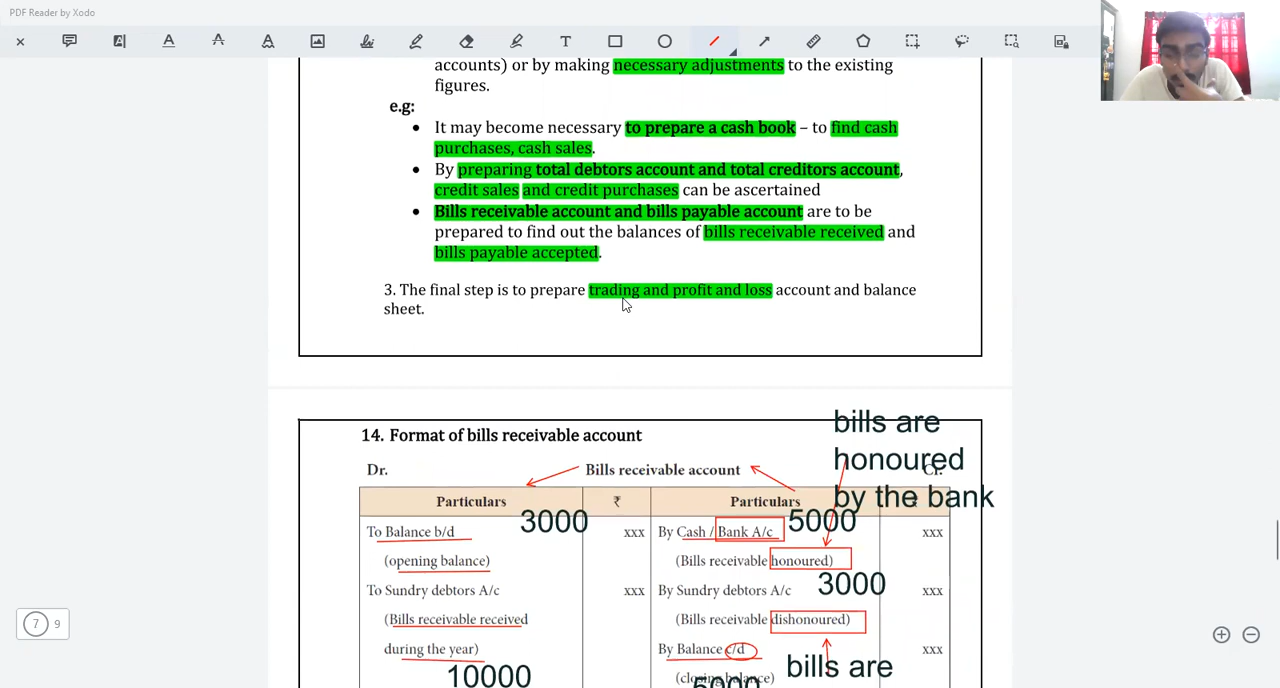 PDF Reader by Xodo
accounts) or by making necessary adjustments to the existing
figures.
e.g:
• It may become necessary to prepare a cash book – to find cash
purchases, cash sales.
• By preparing total debtors account and total creditors account,
credit sales and credit purchases can be ascertained
• Bills receivable account and bills payable account are to be
prepared to find out the balances of bills receivable received and
bills payable accepted.
3. The final step is to prepare trading and profit and loss account and balance
sheet.
bills are
honoured
by the bank
14. Format of bills receivable account
Dr. Bills receivable account Cr.
Particulars ₹ Particulars
To Balance b/d 3000 xxx By Cash / Bank A/c 5000 xxx
(opening balance) (Bills receivable honoured)
To Sundry debtors A/c xxx By Sundry debtors A/c 3000 xxx
(Bills receivable received (Bills receivable dishonoured)
during the year) By Balance c/d xxx
10000 (closing balance) bills are
7 9